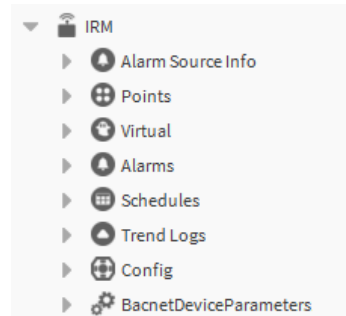 IRM
Alarm Source Info
Points
Virtual
Alarms
Schedules
Trend Logs
Config
BacnetDeviceParameters